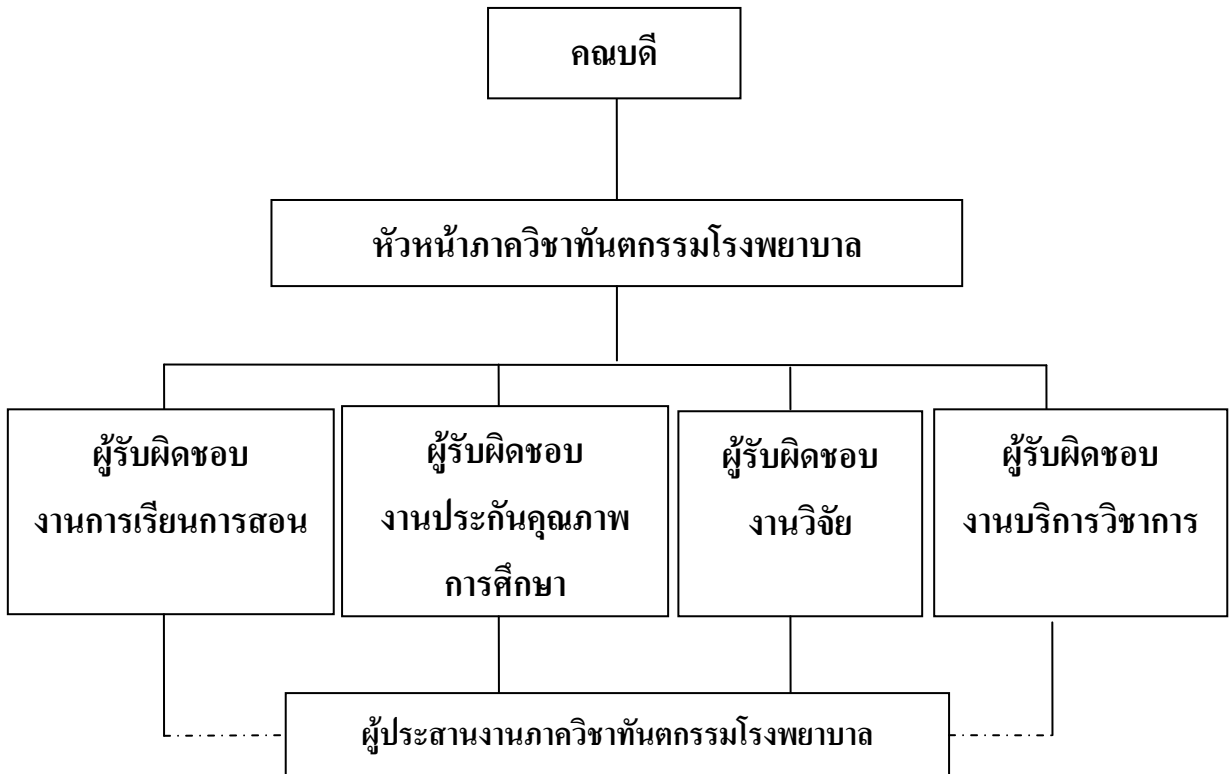 คณบดี
หัวหน้าภาควิชาทันตกรรมโรงพยาบาล
ผู้รับผิดชอบ
งานการเรียนการสอน
ผู้รับผิดชอบ
งานประกันคุณภาพ
การศึกษา
ผู้รับผิดชอบ
งานวิจัย
ผู้รับผิดชอบ
งานบริการวิชาการ
ผู้ประสานงานภาควิชาทันตกรรมโรงพยาบาล